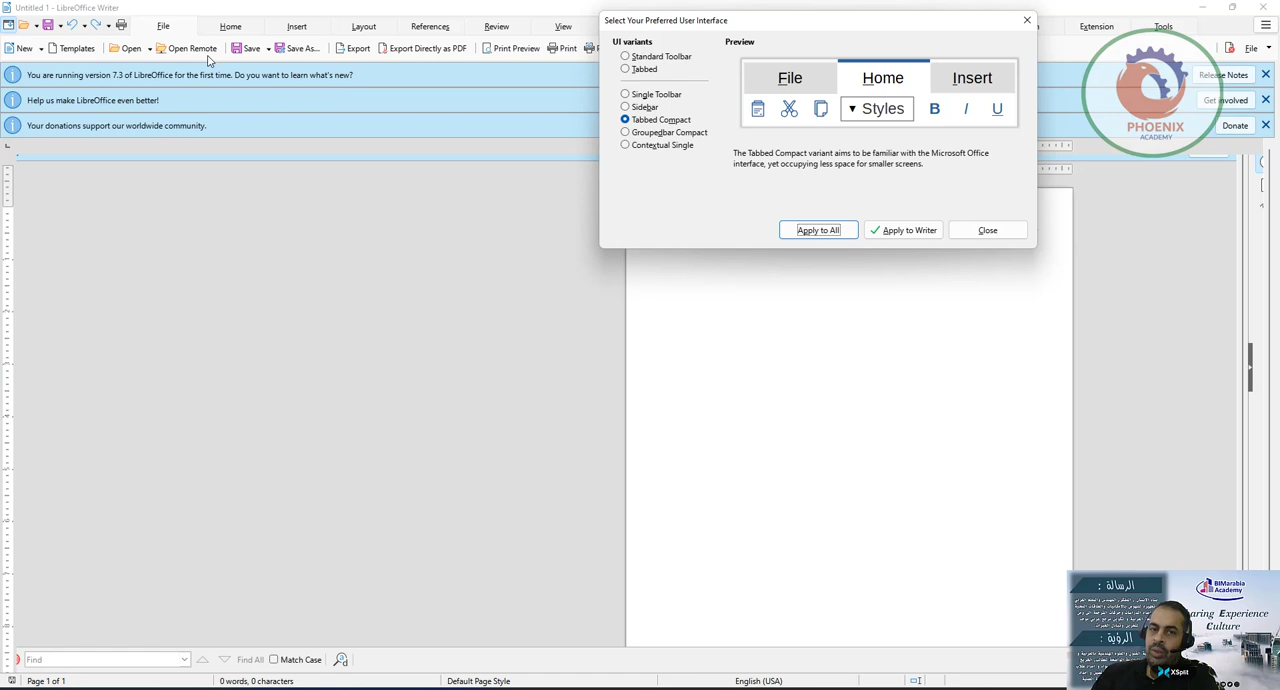 Untitled 1 - LibreOffice Writer
File Home Insert Layout References Review View Extension Tools
New Templates Open Open Remote Save Save As... Export Export Directly as PDF Print Preview Print File
You are running version 7.3 of LibreOffice for the first time. Do you want to learn what's new? Release Notes
Help us make LibreOffice even better! Get involved
Your donations support our worldwide community. Donate
Select Your Preferred User Interface
UI variants
Standard Toolbar
Tabbed
Single Toolbar
Sidebar
Tabbed Compact
Groupedbar Compact
Contextual Single
Preview
File Home Insert
Styles B I U
The Tabbed Compact variant aims to be familiar with the Microsoft Office
interface, yet occupying less space for smaller screens.
Apply to All Apply to Writer Close
PHOENIX
ACADEMY
الرسالة :
BIMarabia
Academy
aring Experience
Culture
الرؤية :
XSplit
Find Find All Match Case
Page 1 of 1 0 words, 0 characters Default Page Style English (USA)